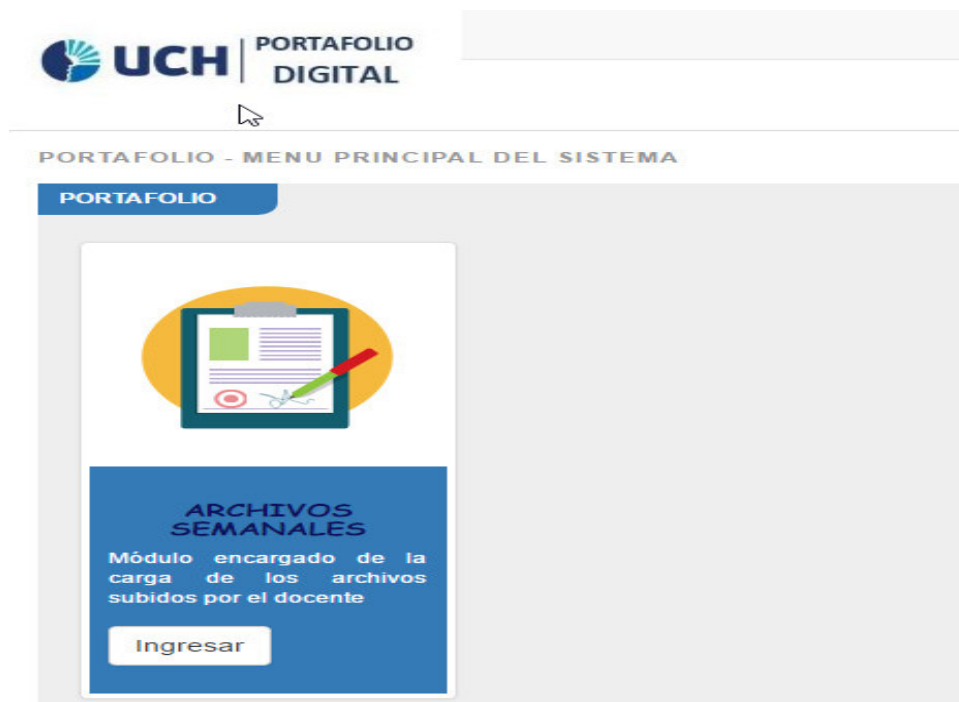 UCH
PORTAFOLIO
DIGITAL
PORTAFOLIO - MENU PRINCIPAL DEL SISTEMA
PORTAFOLIO
ARCHIVOS
SEMANALES
Módulo encargado de la
carga de los archivos
subidos por el docente
Ingresar